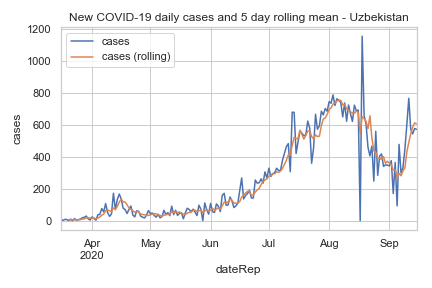 New COVID-19 daily cases and 5 day rolling mean - Uzbekistan
cases
cases (rolling)
1200
1000
800
600
400
200
0
cases
Apr
2020
May
Jun
Jul
Aug
Sep
dateRep